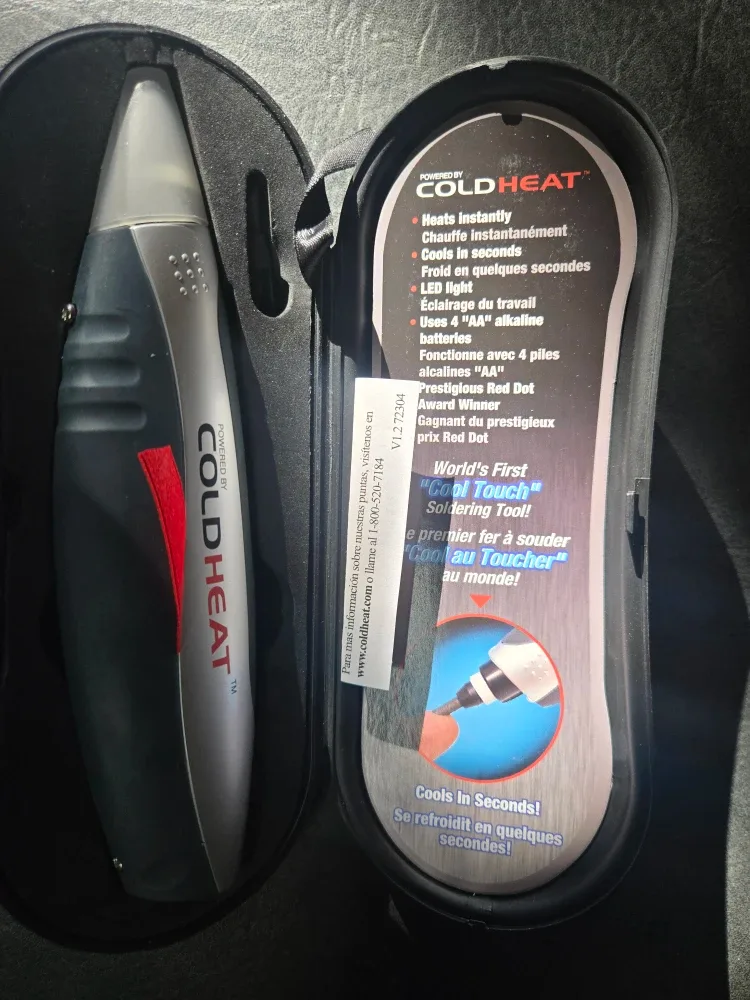 POWERED BY
COLDHEAT™
POWERED BY
COLDHEAT™
• Heats instantly
Chauffe instantanément
• Cools in seconds
Froid en quelques secondes
• LED light
Éclairage du travail
• Uses 4 "AA" alkaline
batteries
Fonctionne avec 4 piles
alcalines "AA"
Prestigious Red Dot
Award Winner
Gagnant du prestigieux
prix Red Dot
World's First
"Cool Touch"
Soldering Tool!
e premier fer à souder
"Cool au Toucher"
au monde!
Cools In Seconds!
Se refroidit en quelques
secondes!
Para mas información sobre nuestras puntas, visítenos en
www.coldheat.com o llame al 1-800-520-7184
V1.2 72304